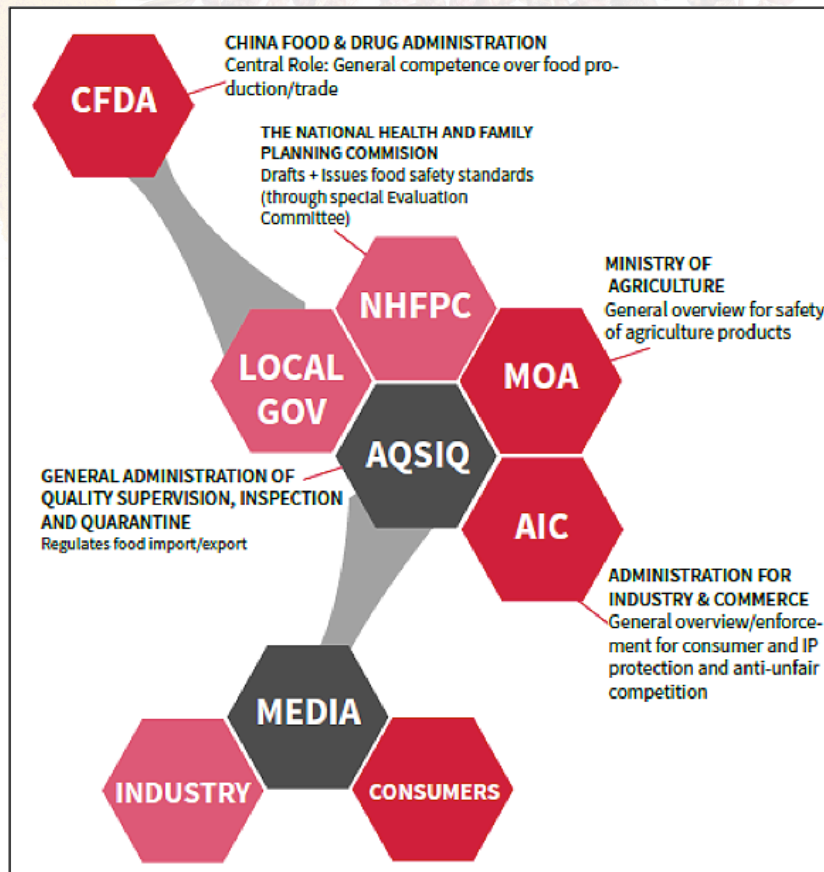 CFDA
CHINA FOOD & DRUG ADMINISTRATION
Central Role: General competence over food pro-
duction/trade
THE NATIONAL HEALTH AND FAMILY
PLANNING COMMISION
Drafts + Issues food safety standards
(through special Evaluation
Committee)
NHFPC
MINISTRY OF
AGRICULTURE
General overview for safety
of agriculture products
LOCAL
GOV
MOA
AQSIQ
GENERAL ADMINISTRATION OF
QUALITY SUPERVISION, INSPECTION
AND QUARANTINE
Regulates food import/export
AIC
ADMINISTRATION FOR
INDUSTRY & COMMERCE
General overview/enforce-
ment for consumer and IP
protection and anti-unfair
competition
MEDIA
INDUSTRY
CONSUMERS